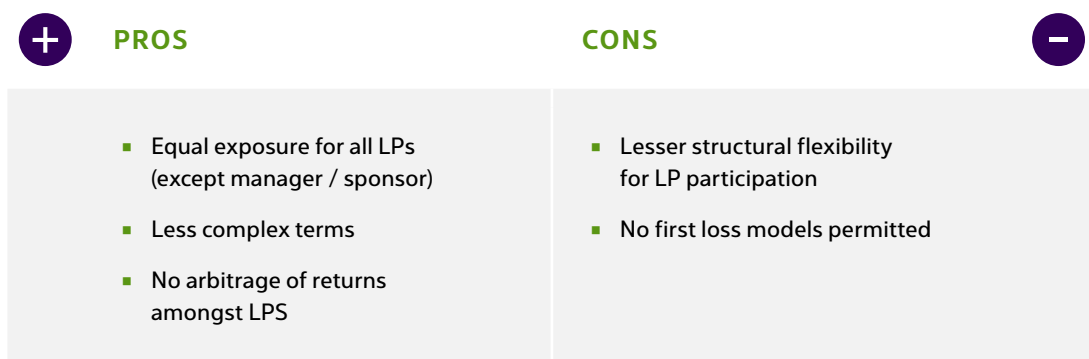 PROS
CONS
Equal exposure for all LPs
(except manager / sponsor)
Less complex terms
No arbitrage of returns
amongst LPS
Lesser structural flexibility
for LP participation
No first loss models permitted